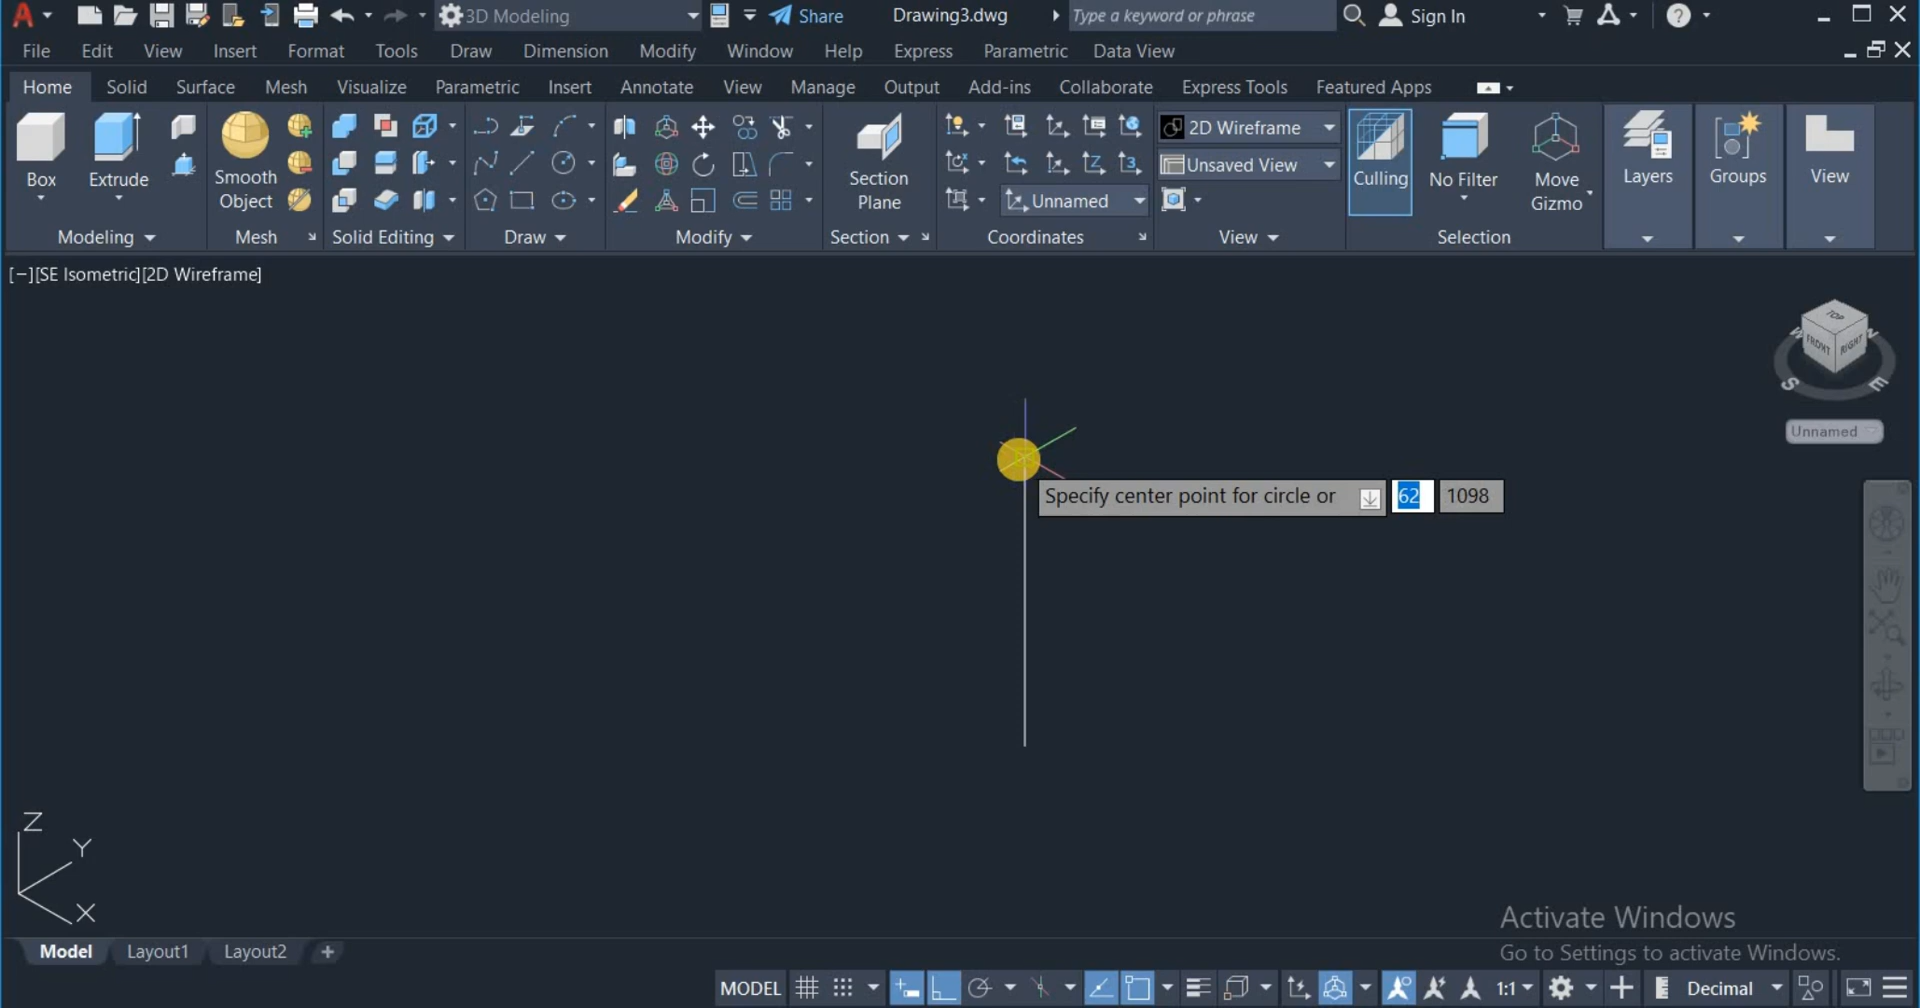 3D Modeling Share Drawing3.dwg Type a keyword or phrase Sign In
File Edit View Insert Format Tools Draw Dimension Modify Window Help Express Parametric Data View
Home Solid Surface Mesh Visualize Parametric Insert Annotate View Manage Output Add-ins Collaborate Express Tools Featured Apps
Box
Extrude
Smooth
Object
Section
Plane
2D Wireframe
Unsaved View
Unnamed
Culling
No Filter
Move
Gizmo
Layers
Groups
View
Modeling Mesh Solid Editing Draw Modify Section Coordinates View Selection
[−][SE Isometric][2D Wireframe]
TOP
FRONT
RIGHT
W
N
S
E
Unnamed
Specify center point for circle or 62 1098
Z
Y
X
Activate Windows
Go to Settings to activate Windows.
Model Layout1 Layout2 +
MODEL 1:1 Decimal